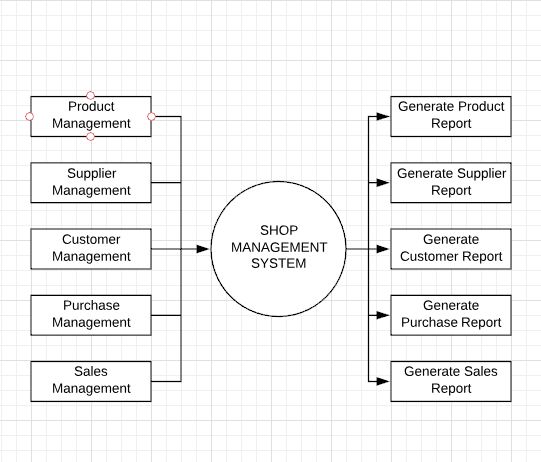 Product
Management
Supplier
Management
Customer
Management
Purchase
Management
Sales
Management
SHOP
MANAGEMENT
SYSTEM
Generate Product
Report
Generate Supplier
Report
Generate
Customer Report
Generate
Purchase Report
Generate Sales
Report